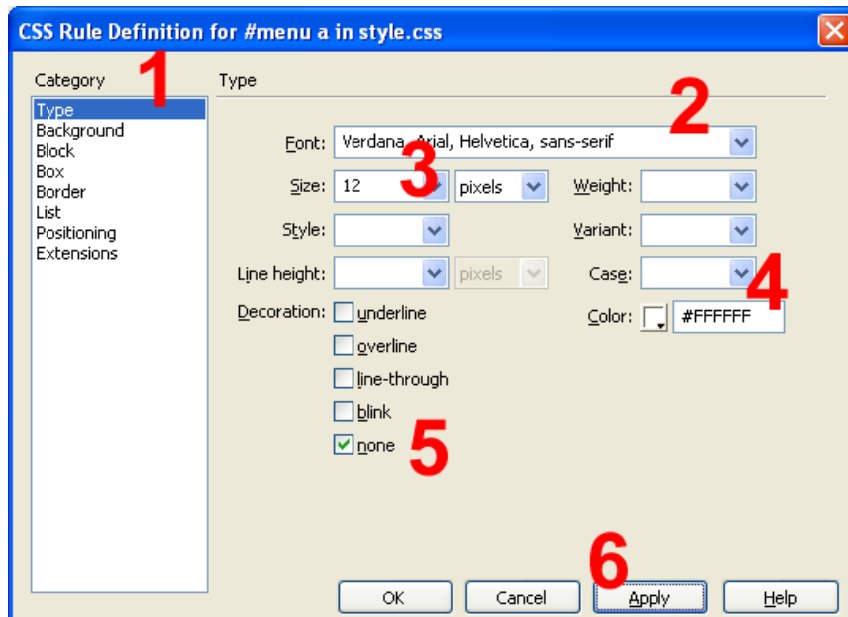 CSS Rule Definition for #menu a in style.css
1
Category
Type
Type
Background
Block
Box
Border
List
Positioning
Extensions
2
Font: Verdana, Arial, Helvetica, sans-serif
3
Size: 12 pixels Weight:
Style: Variant:
Line height: pixels Case:
4
Decoration: underline Color: #FFFFFF
overline
line-through
blink
none
5
6
OK Cancel Apply Help